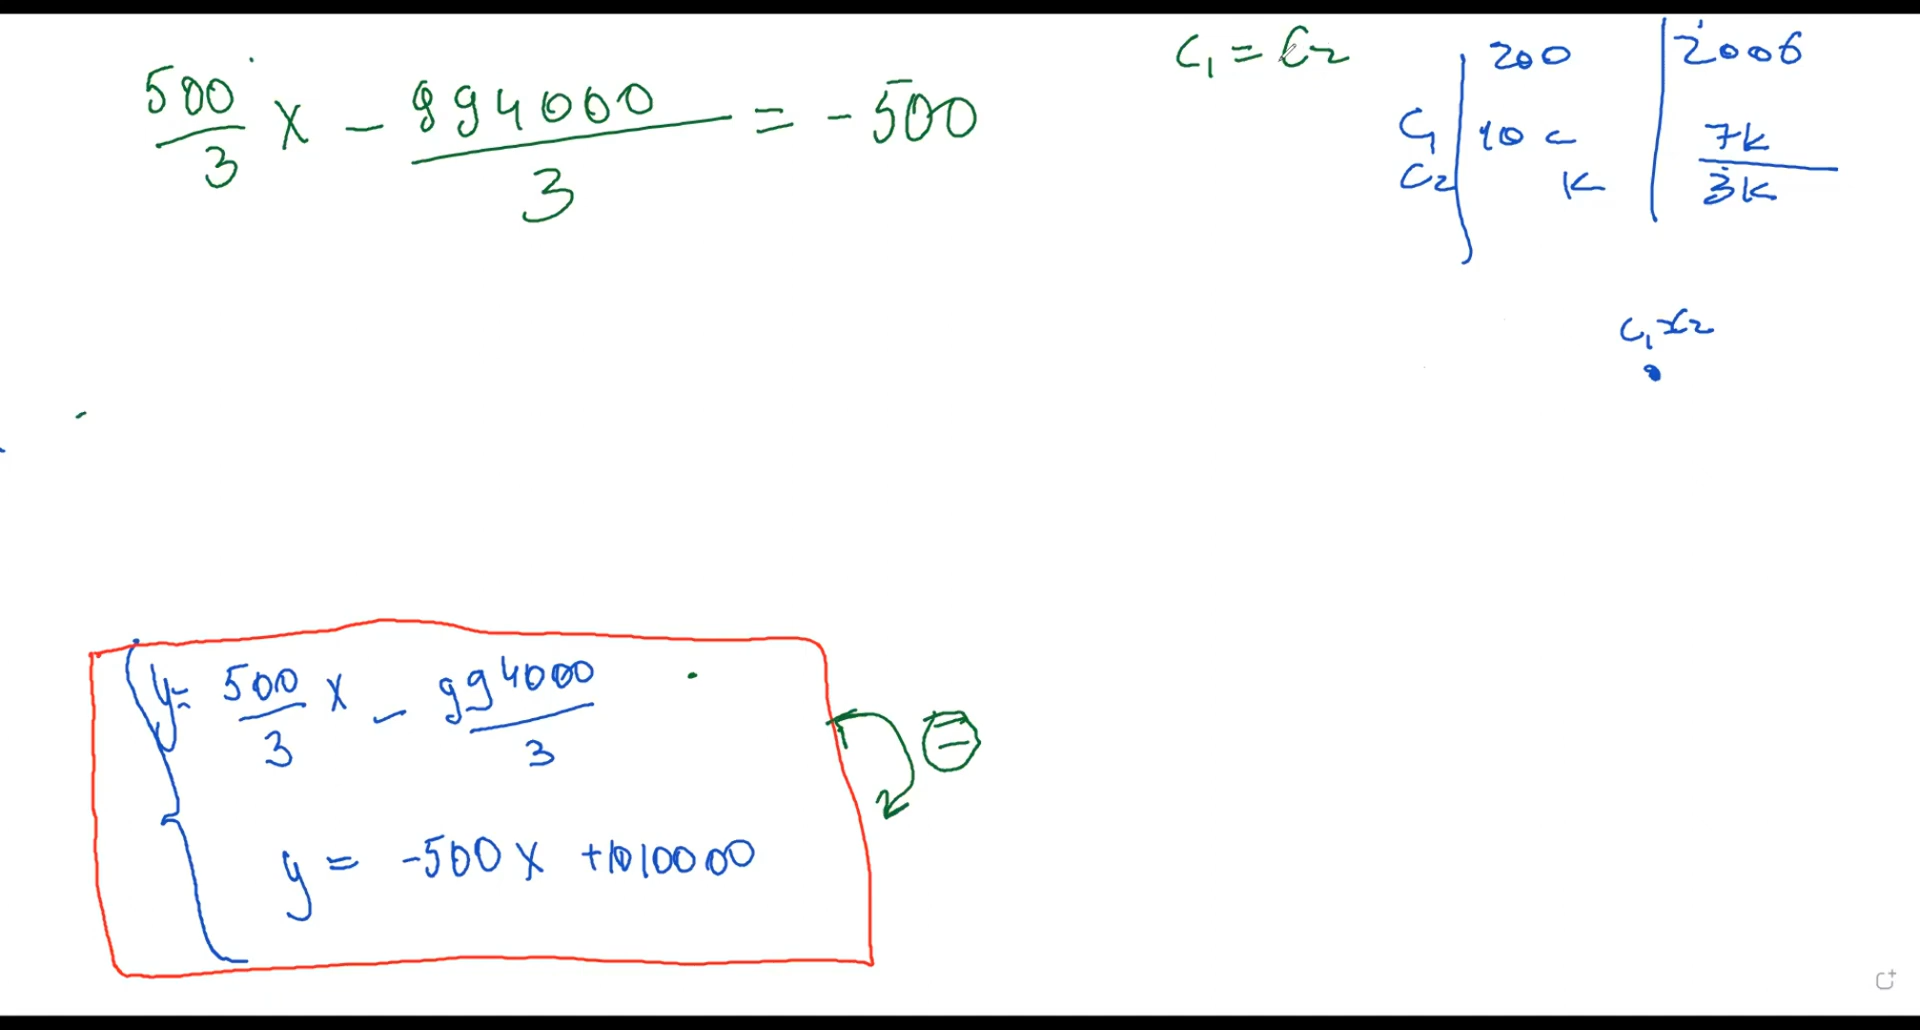 500/3 x - 994000/3 = -500
C₁ = C₂
200 | 2006
C₁ | 10 c | 7k
C₂ | k | 3k
C₁ = C₂
y = 500/3 x - 994000/3
=
y = -500x + 1010000